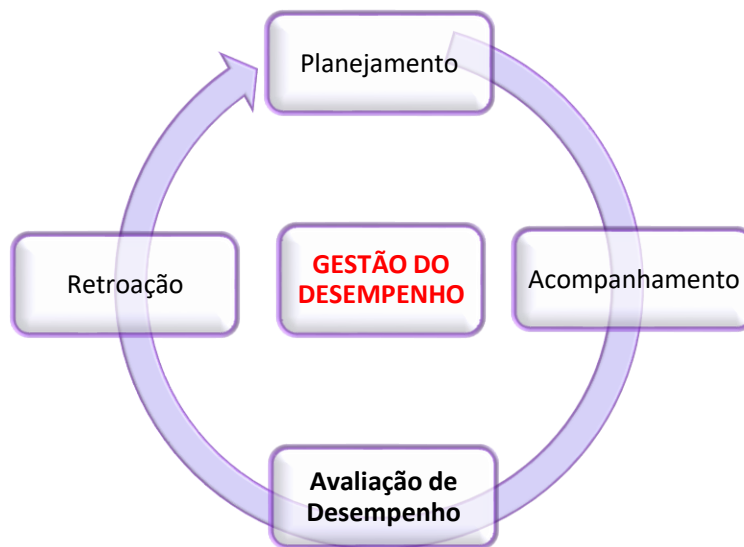 Planejamento
Retroação
GESTÃO DO
DESEMPENHO
Acompanhamento
Avaliação de
Desempenho